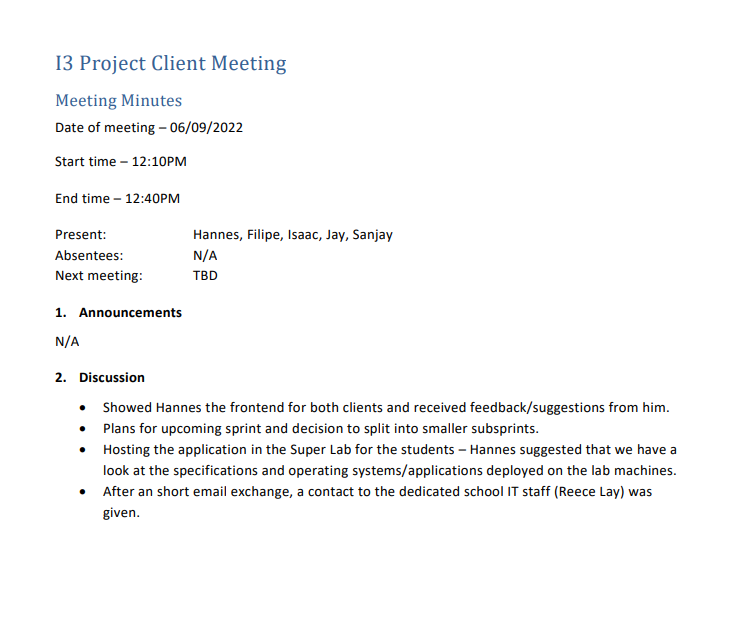 I3 Project Client Meeting
Meeting Minutes
Date of meeting – 06/09/2022
Start time – 12:10PM
End time – 12:40PM
Present: Hannes, Filipe, Isaac, Jay, Sanjay
Absentees: N/A
Next meeting: TBD
1. Announcements
N/A
2. Discussion
• Showed Hannes the frontend for both clients and received feedback/suggestions from him.
• Plans for upcoming sprint and decision to split into smaller subsprints.
• Hosting the application in the Super Lab for the students – Hannes suggested that we have a
look at the specifications and operating systems/applications deployed on the lab machines.
• After an short email exchange, a contact to the dedicated school IT staff (Reece Lay) was
given.